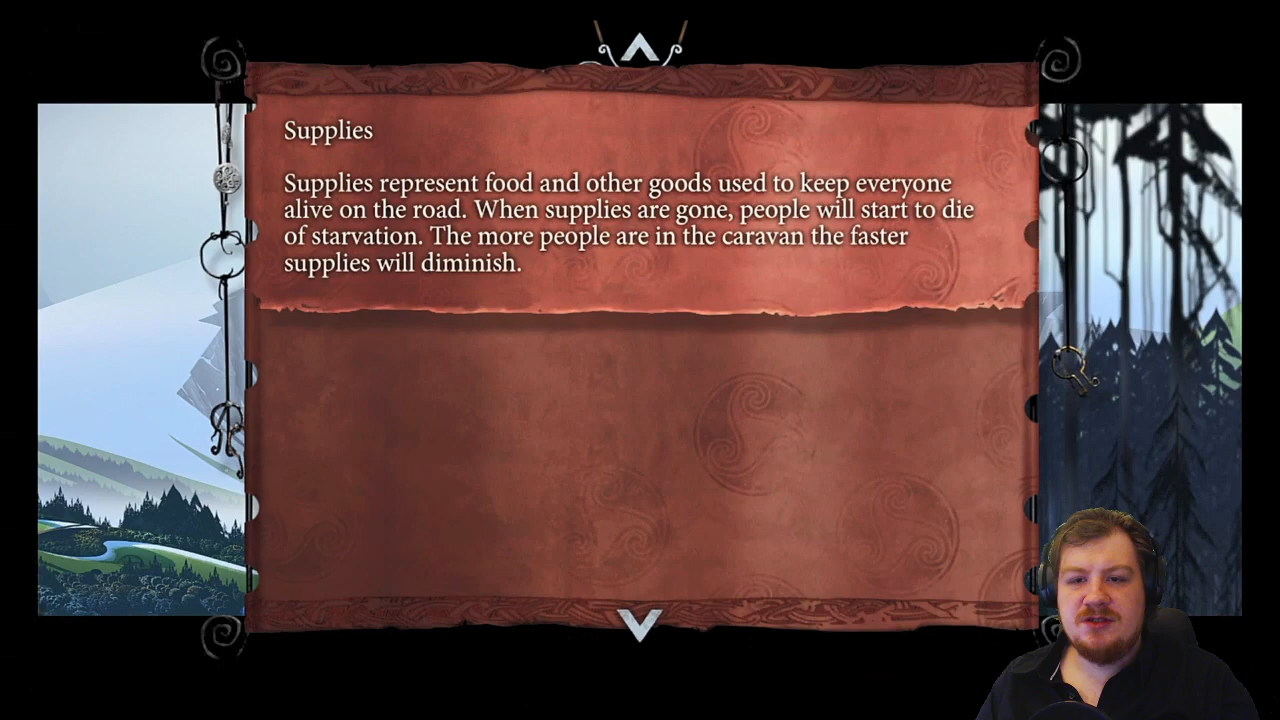 Supplies
Supplies represent food and other goods used to keep everyone
alive on the road. When supplies are gone, people will start to die
of starvation. The more people are in the caravan the faster
supplies will diminish.